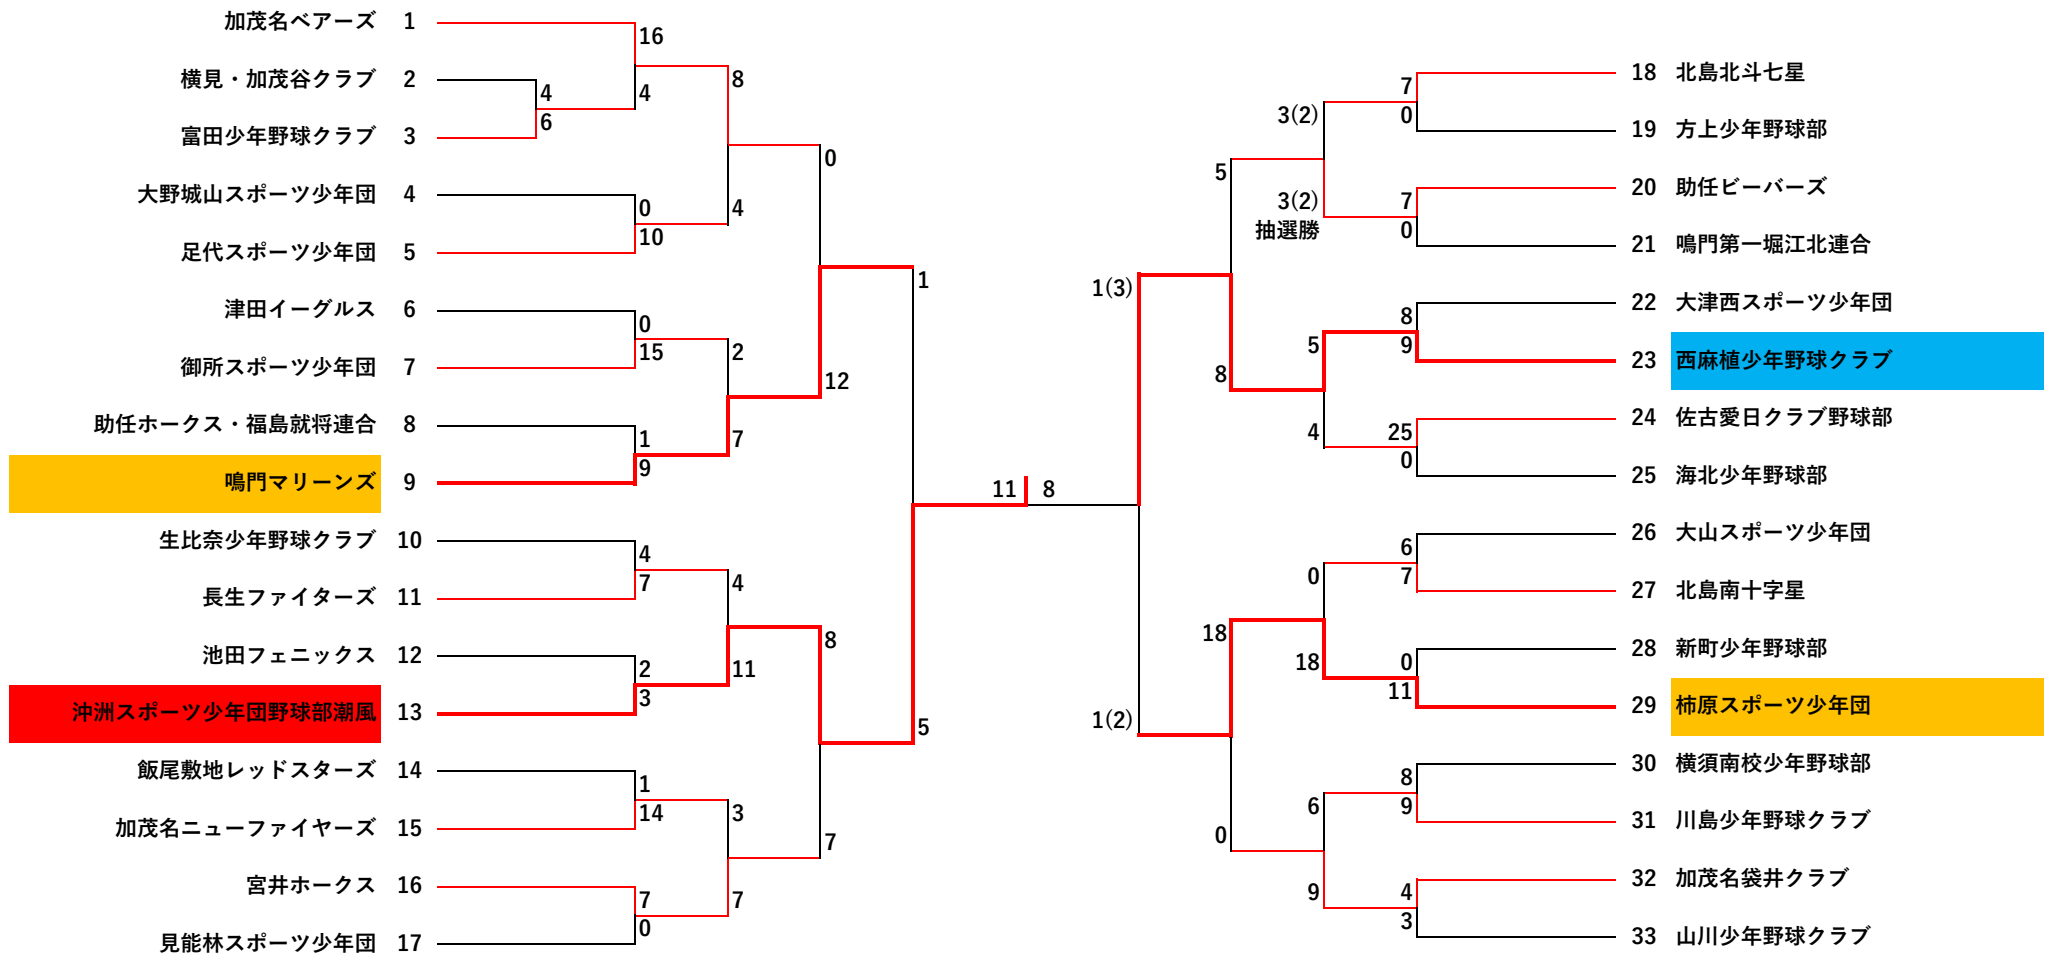 加茂名ベアーズ 1
横見・加茂谷クラブ 2
富田少年野球クラブ 3
大野城山スポーツ少年団 4
足代スポーツ少年団 5
津田イーグルス 6
御所スポーツ少年団 7
助任ホークス・福島就将連合 8
鳴門マリーンズ 9
生比奈少年野球クラブ 10
長生ファイターズ 11
池田フェニックス 12
沖洲スポーツ少年団野球部潮風 13
飯尾敷地レッドスターズ 14
加茂名ニューファイヤーズ 15
宮井ホークス 16
見能林スポーツ少年団 17
4
6
16
4
0
10
0
15
1
9
4
7
2
3
1
14
7
0
8
4
2
7
4
11
3
7
0
12
8
7
1
5
11 8
1(3)
1(2)
5
8
18
0
3(2)
3(2)
抽選勝
5
4
0
18
6
9
7
0
7
0
8
9
25
0
6
7
0
11
8
9
4
3
18 北島北斗七星
19 方上少年野球部
20 助任ビーバーズ
21 鳴門第一堀江北連合
22 大津西スポーツ少年団
23 西麻植少年野球クラブ
24 佐古愛日クラブ野球部
25 海北少年野球部
26 大山スポーツ少年団
27 北島南十字星
28 新町少年野球部
29 柿原スポーツ少年団
30 横須南校少年野球部
31 川島少年野球クラブ
32 加茂名袋井クラブ
33 山川少年野球クラブ